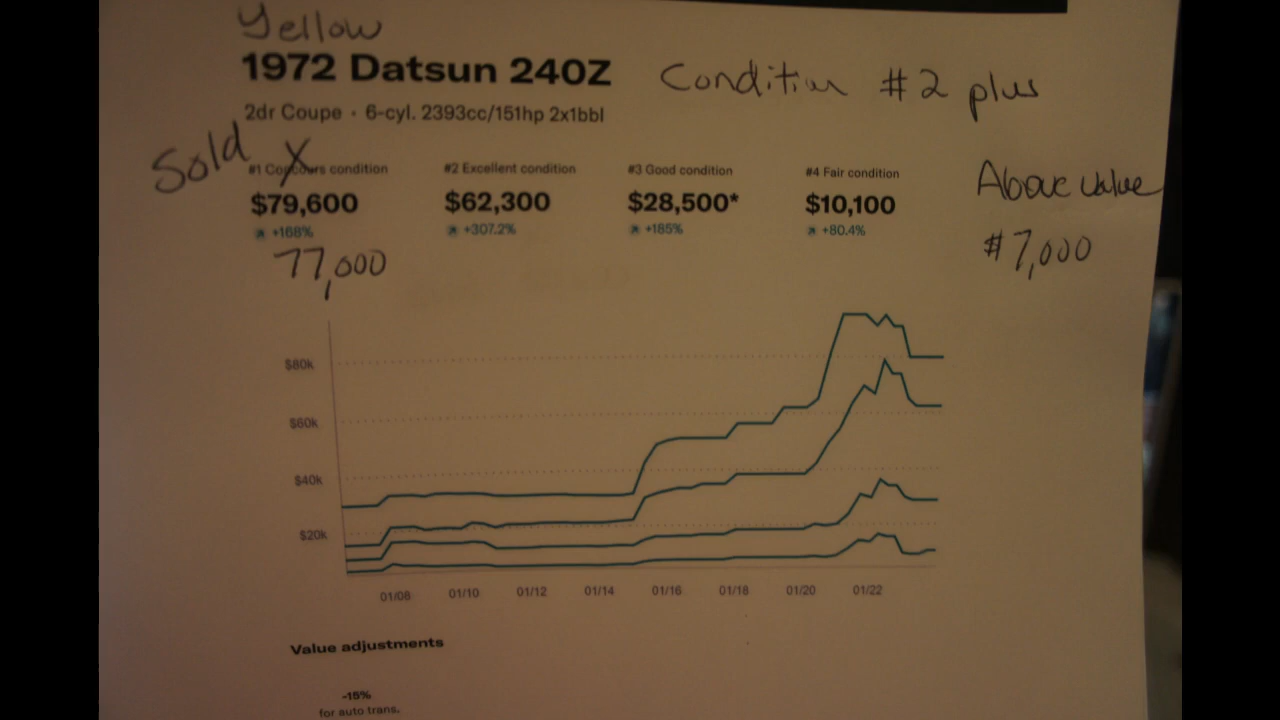 Yellow
1972 Datsun 240Z Condition #2 plus
2dr Coupe · 6-cyl. 2393cc/151hp 2x1bbl
Sold X
#1 Concours condition #2 Excellent condition #3 Good condition #4 Fair condition Above value
$79,600 $62,300 $28,500* $10,100
+168% +307.2% +185% +80.4% #7,000
77,000
$80k
$60k
$40k
$20k
01/08 01/10 01/12 01/14 01/16 01/18 01/20 01/22
Value adjustments
-15%
for auto trans.